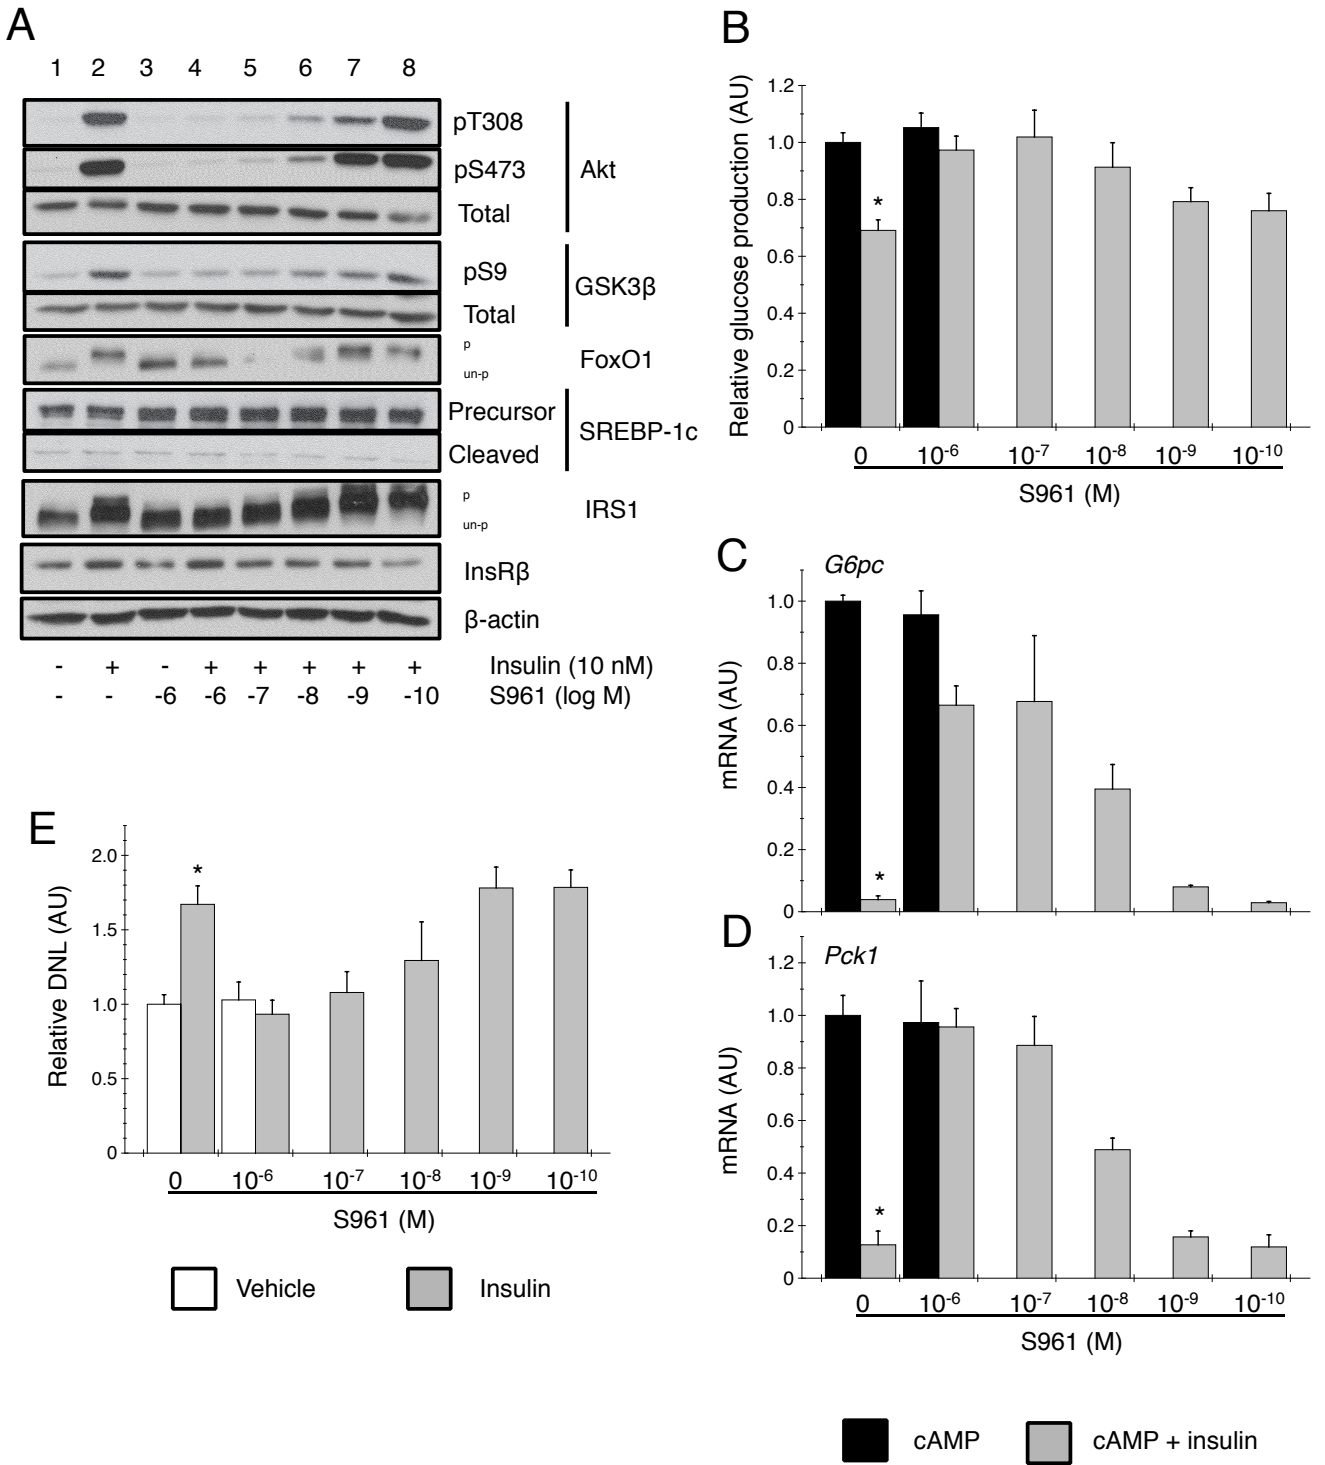 A
1 2 3 4 5 6 7 8
pT308
pS473
Total
Akt
pS9
Total
GSK3β
p
un-p
FoxO1
Precursor
Cleaved
SREBP-1c
p
un-p
IRS1
InsRβ
β-actin
- + - + + + + + Insulin (10 nM)
- - -6 -6 -7 -8 -9 -10 S961 (log M)
B
Relative glucose production (AU)
1.2
1.0
0.8
0.6
0.4
0.2
0
*
0 10-6 10-7 10-8 10-9 10-10
S961 (M)
C
G6pc
mRNA (AU)
1.0
0.8
0.6
0.4
0.2
0
*
D
Pck1
mRNA (AU)
1.2
1.0
0.8
0.6
0.4
0.2
0
*
0 10-6 10-7 10-8 10-9 10-10
S961 (M)
cAMP cAMP + insulin
E
Relative DNL (AU)
2.0
1.5
1.0
0.5
0
*
0 10-6 10-7 10-8 10-9 10-10
S961 (M)
Vehicle Insulin